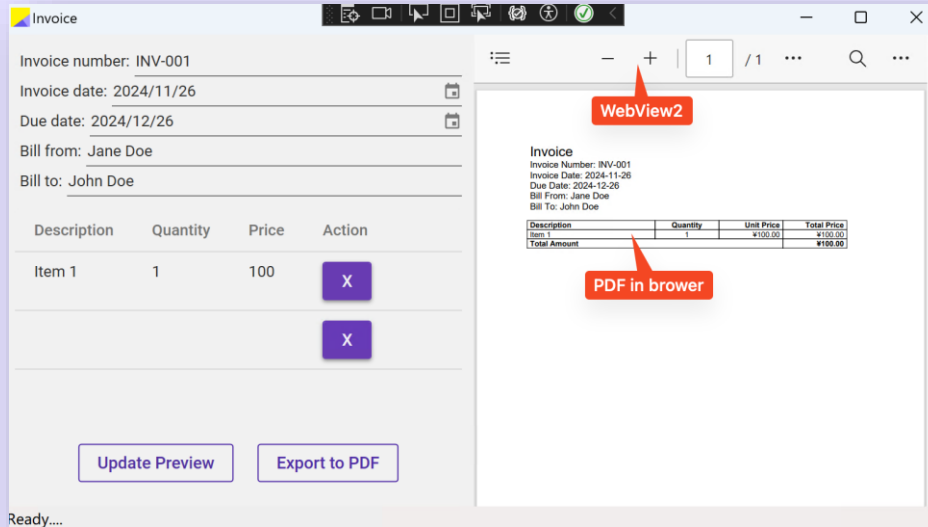 Invoice
Invoice number: INV-001
Invoice date: 2024/11/26
Due date: 2024/12/26
Bill from: Jane Doe
Bill to: John Doe
Description Quantity Price Action
Item 1 1 100 X
X
Update Preview Export to PDF
Ready....
1 / 1
WebView2
Invoice
Invoice Number: INV-001
Invoice Date: 2024-11-26
Due Date: 2024-12-26
Bill From: Jane Doe
Bill To: John Doe
Description Quantity Unit Price Total Price
Item 1 1 ¥100.00 ¥100.00
Total Amount ¥100.00
PDF in brower